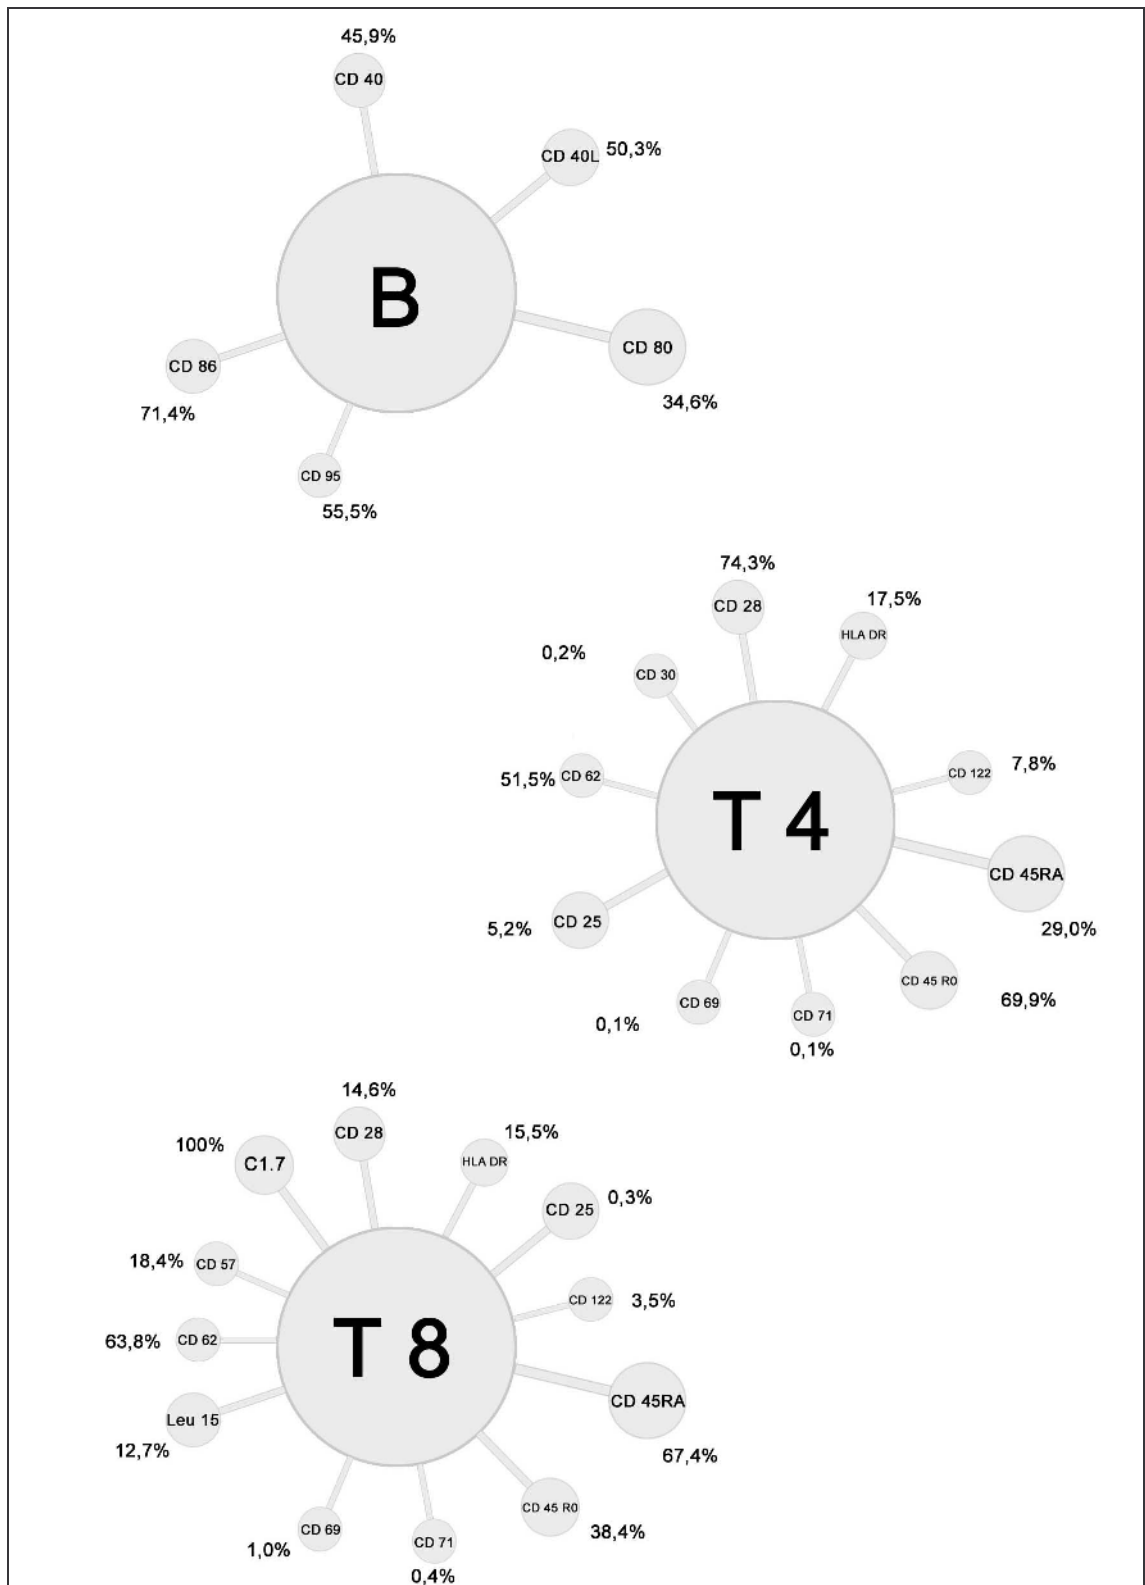 45,9%
CD 40
CD 40L
50,3%
B
CD 80
34,6%
CD 86
71,4%
CD 95
55,5%
74,3%
CD 28
17,5%
HLA DR
0,2%
CD 30
51,5%
CD 62
CD 122
7,8%
T 4
CD 45RA
29,0%
CD 25
5,2%
CD 45 R0
69,9%
CD 69
0,1%
CD 71
0,1%
14,6%
CD 28
100%
C1.7
15,5%
HLA DR
CD 25
0,3%
18,4%
CD 57
CD 122
3,5%
63,8%
CD 62
T 8
CD 45RA
67,4%
Leu 15
12,7%
CD 45 R0
38,4%
CD 69
1,0%
CD 71
0,4%